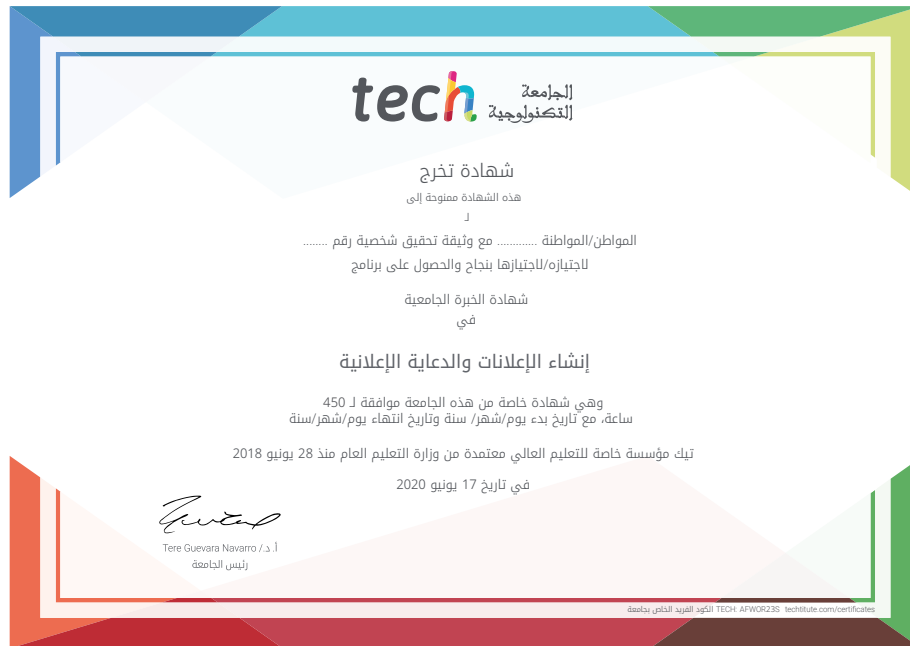 tech الجامعة
التكنولوجية
شهادة تخرج
هذه الشهادة ممنوحة إلى
لـ
المواطن/المواطنة ............ مع وثيقة تحقيق شخصية رقم ........
لاجتيازه/لاجتيازها بنجاح والحصول على برنامج
شهادة الخبرة الجامعية
في
إنشاء الإعلانات والدعاية الإعلانية
وهي شهادة خاصة من هذه الجامعة موافقة لـ 450
ساعة، مع تاريخ بدء يوم/شهر/ سنة وتاريخ انتهاء يوم/شهر/سنة
تيك مؤسسة خاصة للتعليم العالي معتمدة من وزارة التعليم العام منذ 28 يونيو 2018
في تاريخ 17 يونيو 2020
أ. د./ Tere Guevara Navarro
رئيس الجامعة
الكود الفريد الخاص بجامعة TECH: AFWOR23S techtitute.com/certificates